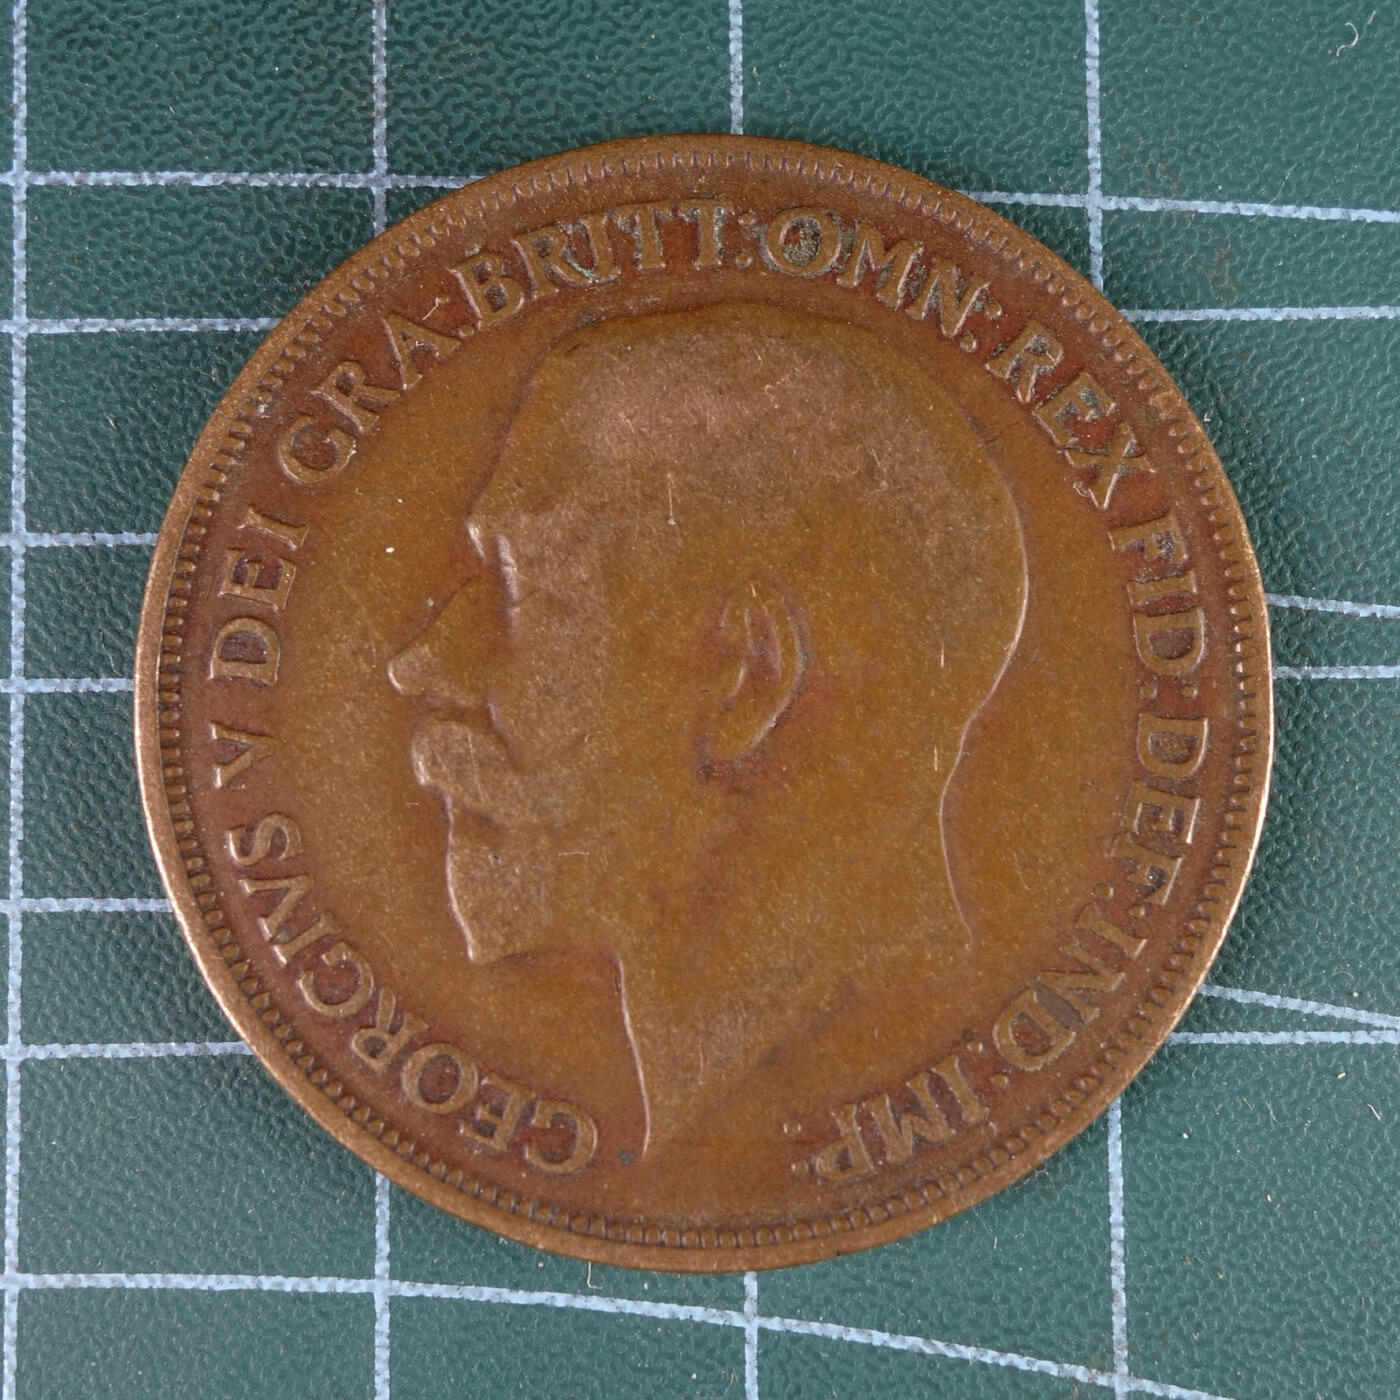 GEORGIVS V DEI GRA: BRITT: OMN: REX FID: DEF: IND: IMP: